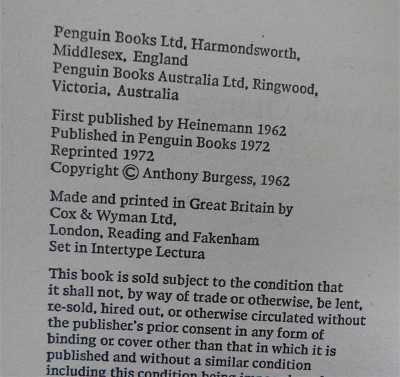 Penguin Books Ltd, Harmondsworth,
Middlesex, England
Penguin Books Australia Ltd, Ringwood,
Victoria, Australia
First published by Heinemann 1962
Published in Penguin Books 1972
Reprinted 1972
Copyright © Anthony Burgess, 1962
Made and printed in Great Britain by
Cox & Wyman Ltd,
London, Reading and Fakenham
Set in Intertype Lectura
This book is sold subject to the condition that
it shall not, by way of trade or otherwise, be lent,
re-sold, hired out, or otherwise circulated without
the publisher's prior consent in any form of
binding or cover other than that in which it is
published and without a similar condition
including this condition being